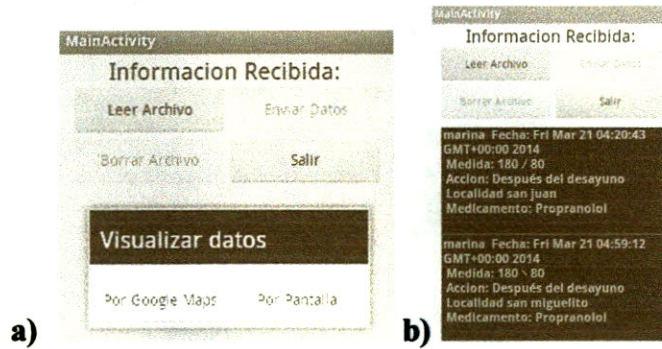 MainActivity
Informacion Recibida:
Leer Archivo
Enviar Datos
Borrar Archivo
Salir
Visualizar datos
Por Google Maps
Por Pantalla
a)
MainActivity
Informacion Recibida:
Leer Archivo
Enviar Datos
Borrar Archivo
Salir
marina Fecha: Fri Mar 21 04:20:43
GMT+00:00 2014
Medida: 180 / 80
Accion: Después del desayuno
Localidad san juan
Medicamento: Propranolol
marina Fecha: Fri Mar 21 04:59:12
GMT+00:00 2014
Medida: 180 \ 80
Accion: Después del desayuno
Localidad san miguelito
Medicamento: Propranolol
b)